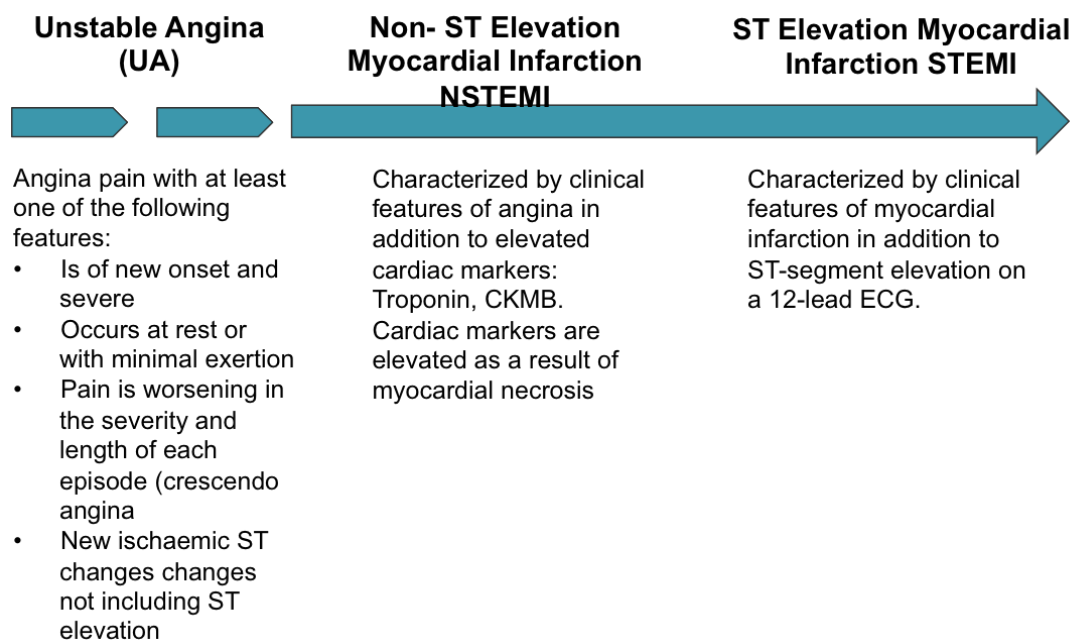 Unstable Angina
(UA)
Non- ST Elevation
Myocardial Infarction
NSTEMI
ST Elevation Myocardial
Infarction STEMI
Angina pain with at least
one of the following
features:
• Is of new onset and
severe
• Occurs at rest or
with minimal exertion
• Pain is worsening in
the severity and
length of each
episode (crescendo
angina
• New ischaemic ST
changes changes
not including ST
elevation
Characterized by clinical
features of angina in
addition to elevated
cardiac markers:
Troponin, CKMB.
Cardiac markers are
elevated as a result of
myocardial necrosis
Characterized by clinical
features of myocardial
infarction in addition to
ST-segment elevation on
a 12-lead ECG.